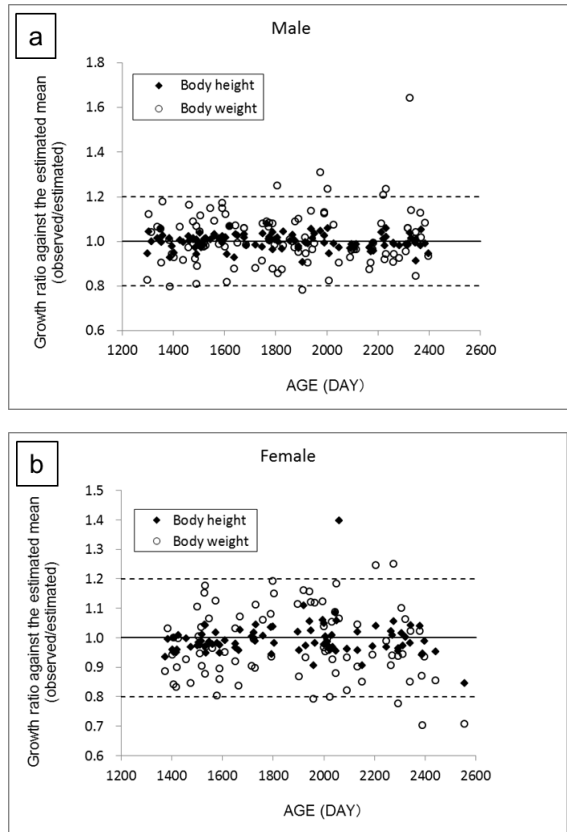 a
Male
1.8
1.6
1.4
1.2
1.0
0.8
0.6
Growth ratio against the estimated mean
(observed/estimated)
Body height
Body weight
1200 1400 1600 1800 2000 2200 2400 2600
AGE (DAY)
b
Female
1.5
1.4
1.3
1.2
1.1
1.0
0.9
0.8
0.7
0.6
Growth ratio against the estimated mean
(observed/estimated)
Body height
Body weight
1200 1400 1600 1800 2000 2200 2400 2600
AGE (DAY)